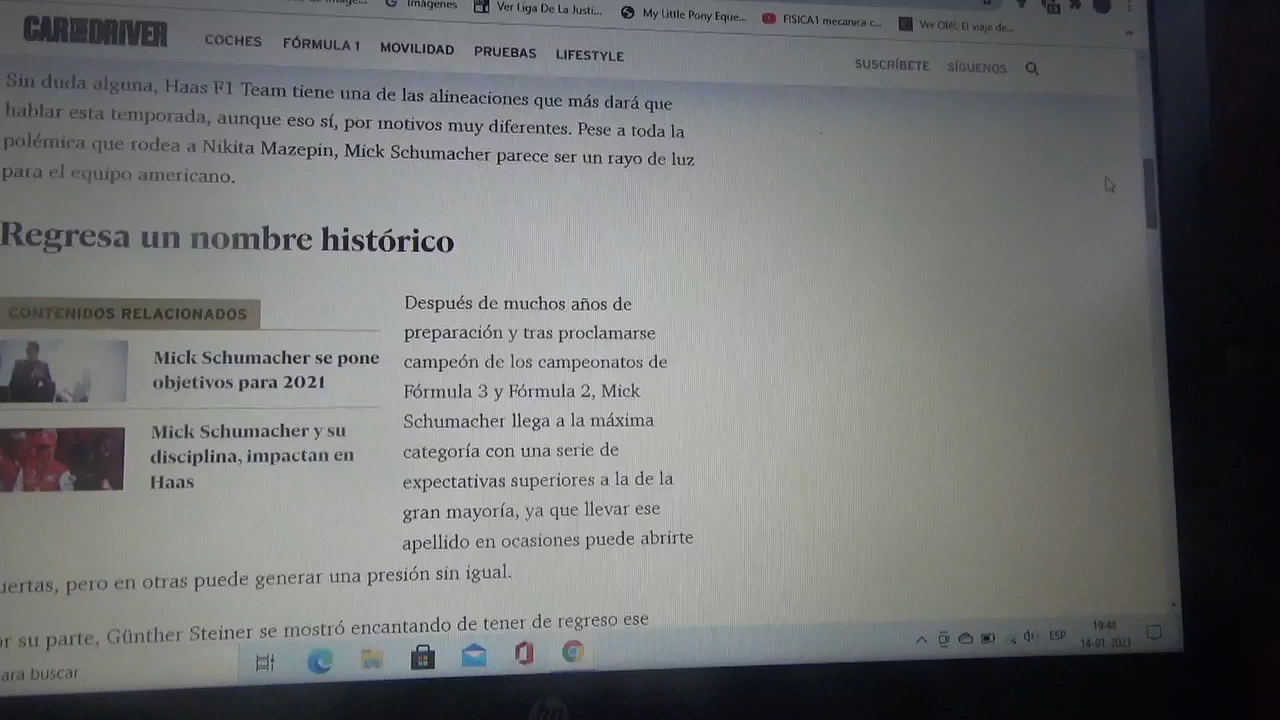 Imágenes
Ver Liga De La Justi...
My Little Pony Eque...
FISICA1 mecanica c...
Ver Olé!: El viaje de...
CAR AND DRIVER
COCHES
FÓRMULA 1
MOVILIDAD
PRUEBAS
LIFESTYLE
SUSCRÍBETE
SÍGUENOS
Sin duda alguna, Haas F1 Team tiene una de las alineaciones que más dará que
hablar esta temporada, aunque eso sí, por motivos muy diferentes. Pese a toda la
polémica que rodea a Nikita Mazepin, Mick Schumacher parece ser un rayo de luz
para el equipo americano.
Regresa un nombre histórico
CONTENIDOS RELACIONADOS
Mick Schumacher se pone
objetivos para 2021
Mick Schumacher y su
disciplina, impactan en
Haas
Después de muchos años de
preparación y tras proclamarse
campeón de los campeonatos de
Fórmula 3 y Fórmula 2, Mick
Schumacher llega a la máxima
categoría con una serie de
expectativas superiores a la de la
gran mayoría, ya que llevar ese
apellido en ocasiones puede abrirte
uertas, pero en otras puede generar una presión sin igual.
or su parte, Günther Steiner se mostró encantando de tener de regreso ese
ara buscar
ESP
19:48
14-01-2021
hp